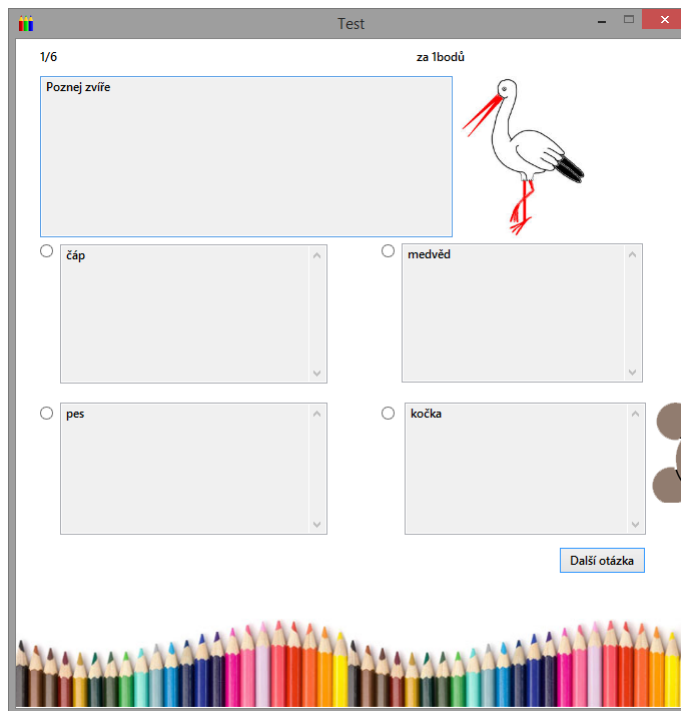 Test
1/6
za 1bodů
Poznej zvíře
čáp
medvěd
pes
kočka
Další otázka